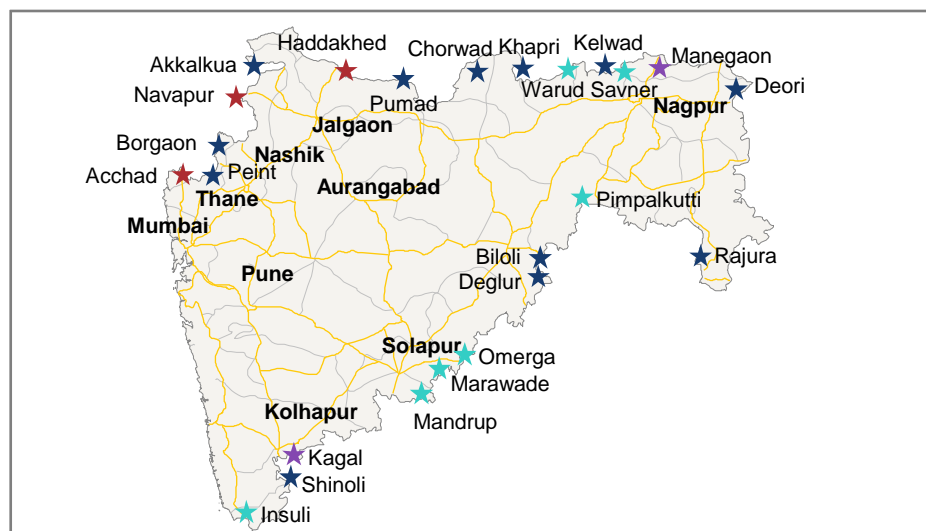 Haddakhed
Chorwad
Khapri
Kelwad
Manegaon
Akkalkua
Navapur
Pumad
Warud
Savner
Deori
Nagpur
Jalgaon
Borgaon
Nashik
Acchad
Peint
Aurangabad
Thane
Pimpalkutti
Mumbai
Biloli
Rajura
Pune
Deglur
Solapur
Omerga
Marawade
Kolhapur
Mandrup
Kagal
Shinoli
Insuli